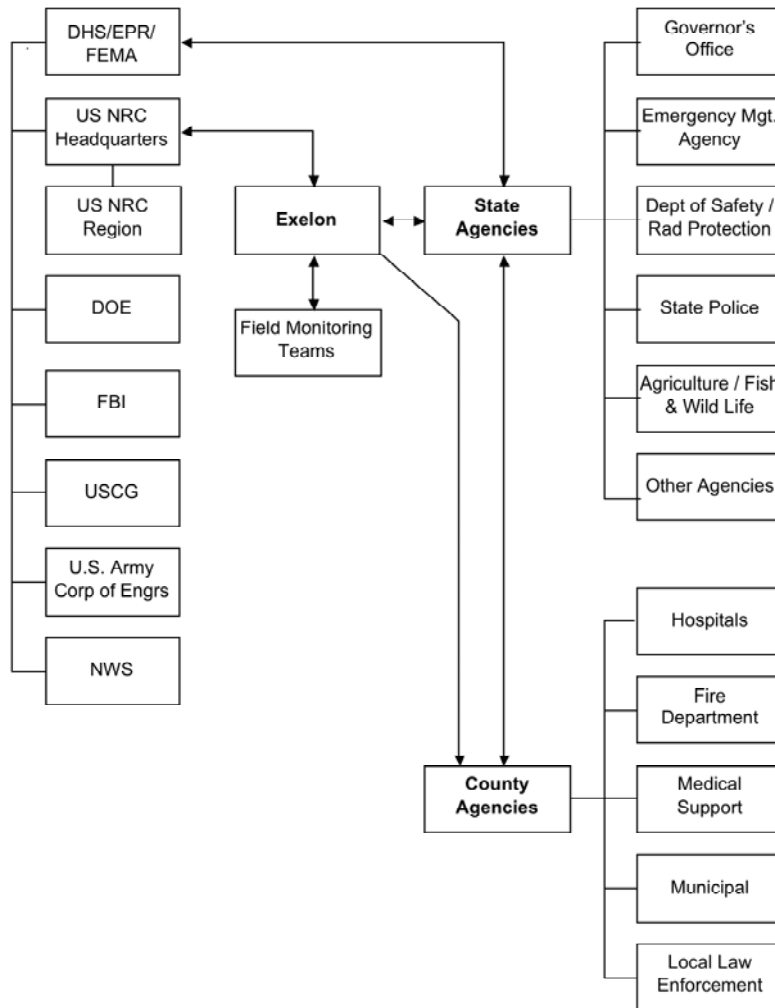 DHS/EPR/
FEMA
US NRC
Headquarters
US NRC
Region
DOE
FBI
USCG
U.S. Army
Corp of Engrs
NWS
Exelon
Field Monitoring
Teams
State
Agencies
County
Agencies
Governor's
Office
Emergency Mgt.
Agency
Dept of Safety /
Rad Protection
State Police
Agriculture / Fish
& Wild Life
Other Agencies
Hospitals
Fire
Department
Medical
Support
Municipal
Local Law
Enforcement